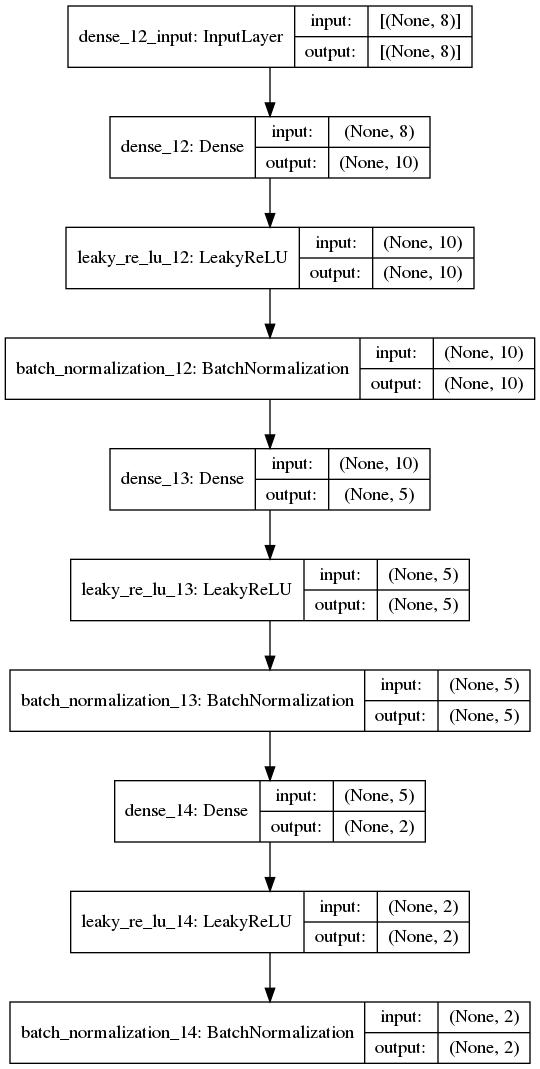 dense_12_input: InputLayer
input: [(None, 8)]
output: [(None, 8)]
dense_12: Dense
input: (None, 8)
output: (None, 10)
leaky_re_lu_12: LeakyReLU
input: (None, 10)
output: (None, 10)
batch_normalization_12: BatchNormalization
input: (None, 10)
output: (None, 10)
dense_13: Dense
input: (None, 10)
output: (None, 5)
leaky_re_lu_13: LeakyReLU
input: (None, 5)
output: (None, 5)
batch_normalization_13: BatchNormalization
input: (None, 5)
output: (None, 5)
dense_14: Dense
input: (None, 5)
output: (None, 2)
leaky_re_lu_14: LeakyReLU
input: (None, 2)
output: (None, 2)
batch_normalization_14: BatchNormalization
input: (None, 2)
output: (None, 2)